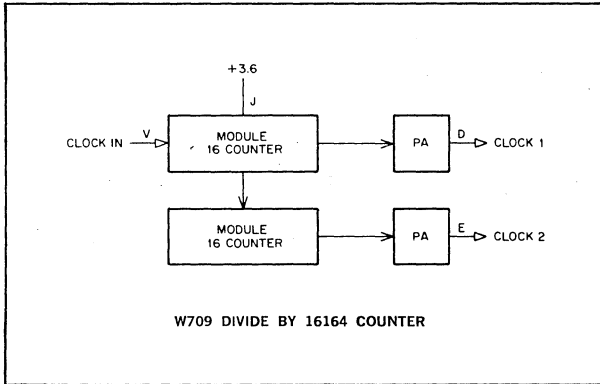 +3.6
J
CLOCK IN V MODULE 16 COUNTER PA D CLOCK 1
MODULE 16 COUNTER PA E CLOCK 2
W709 DIVIDE BY 16164 COUNTER